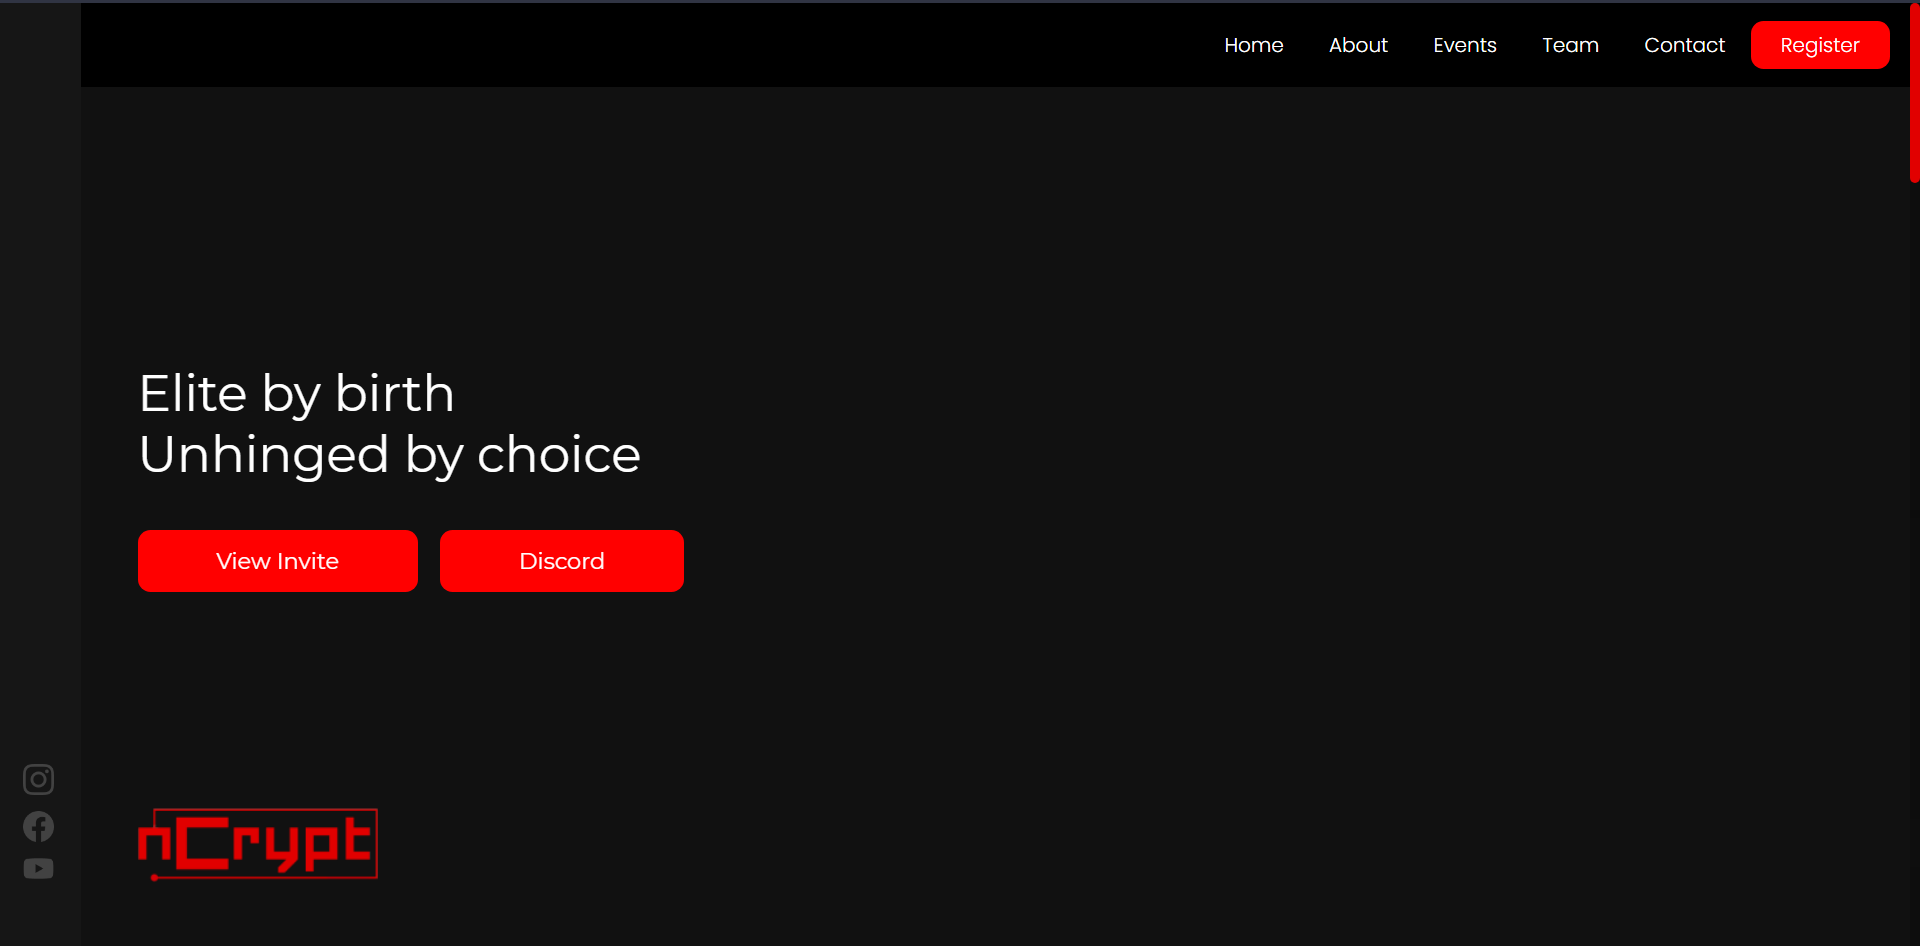 Home About Events Team Contact Register
Elite by birth
Unhinged by choice
View Invite Discord
nCrypt